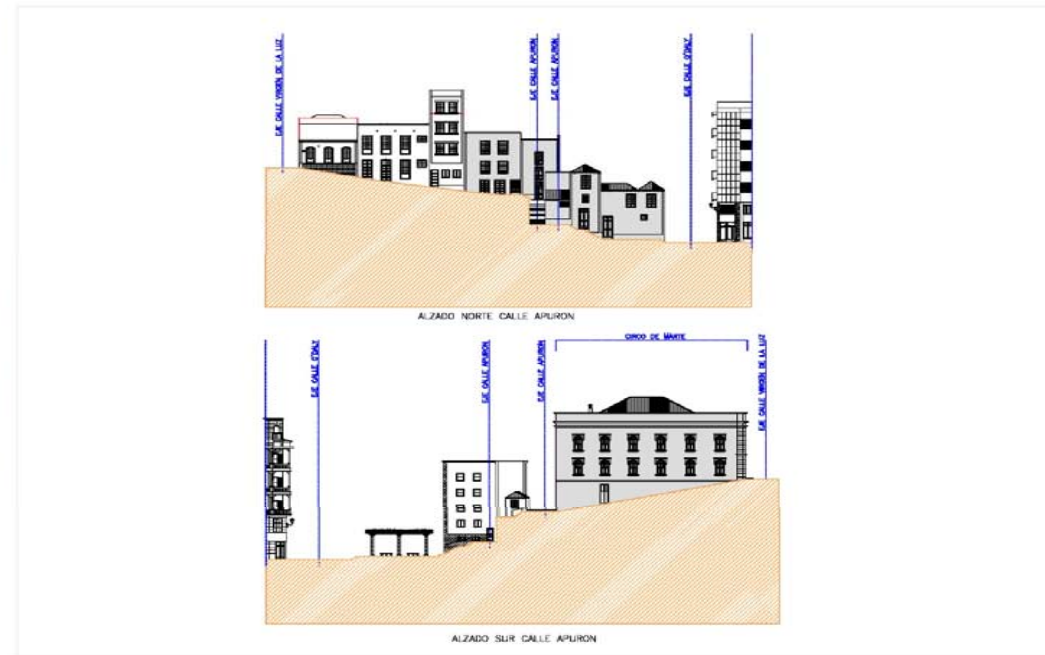 EJE CALLE VIRGEN DE LA LUZ
EJE CALLE APURON
EJE CALLE APURON
EJE CALLE O'DALY
ALZADO NORTE CALLE APURON
EJE CALLE O'DALY
EJE CALLE APURON
EJE CALLE APURON
CIRCO DE MARTE
EJE CALLE VIRGEN DE LA LUZ
ALZADO SUR CALLE APURON